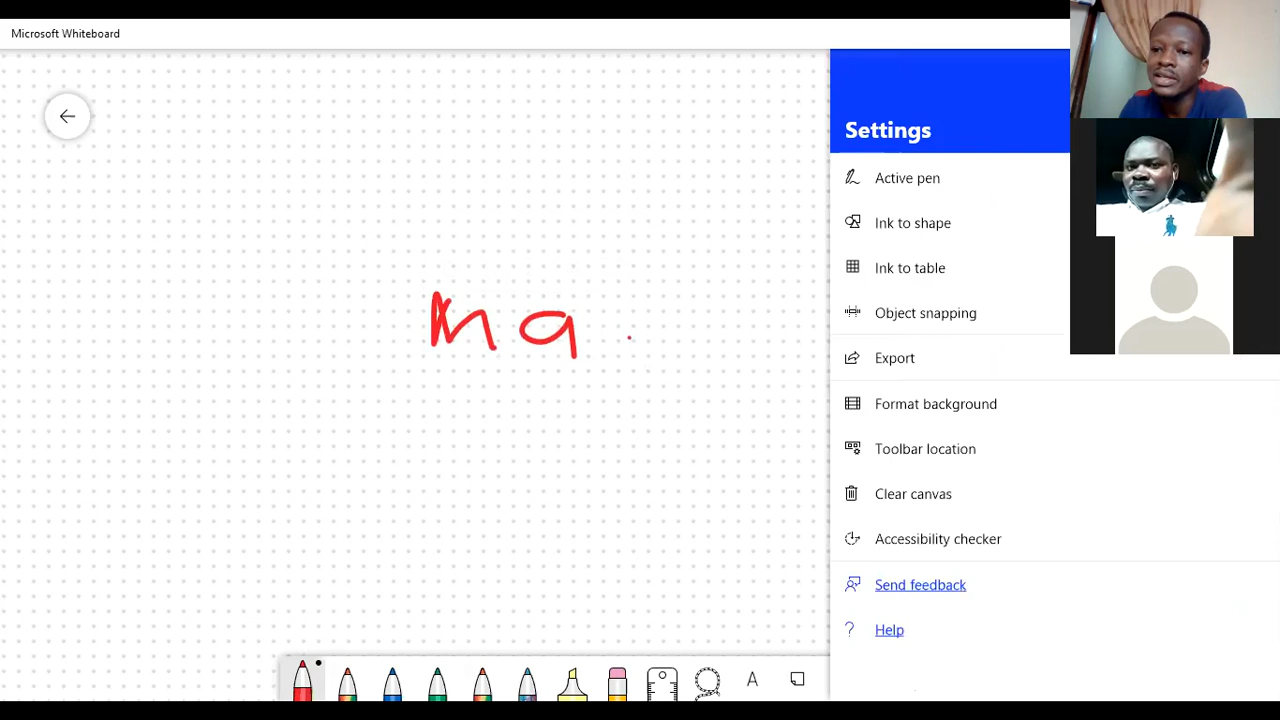 Microsoft Whiteboard
Settings
Active pen
Ink to shape
Ink to table
Object snapping
Export
Format background
Toolbar location
Clear canvas
Accessibility checker
Send feedback
Help
ma
A